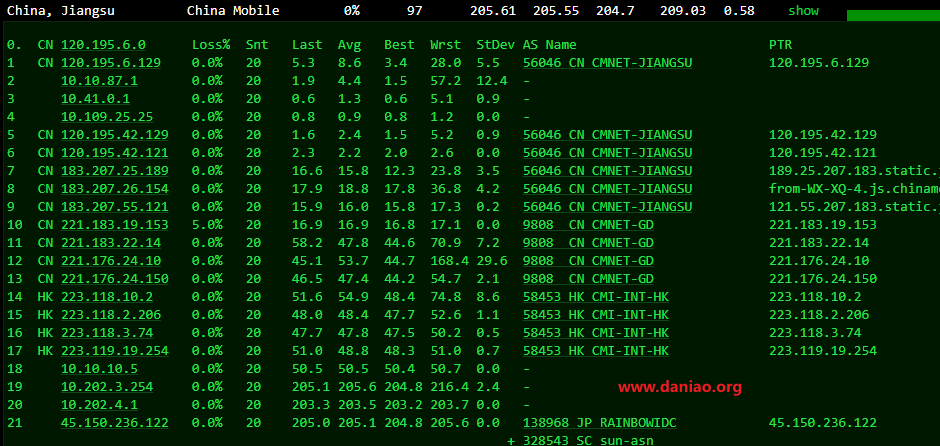 China, Jiangsu China Mobile 0% 97 205.61 205.55 204.7 209.03 0.58 show
0. CN 120.195.6.0 Loss% Snt Last Avg Best Wrst StDev AS Name PTR
1 CN 120.195.6.129 0.0% 20 5.3 8.6 3.4 28.0 5.5 56046 CN CMNET-JIANGSU 120.195.6.129
2 10.10.87.1 0.0% 20 1.9 4.4 1.5 57.2 12.4 -
3 10.41.0.1 0.0% 20 0.6 1.3 0.6 5.1 0.9 -
4 10.109.25.25 0.0% 20 0.8 0.9 0.8 1.2 0.0 -
5 CN 120.195.42.129 0.0% 20 1.6 2.4 1.5 5.2 0.9 56046 CN CMNET-JIANGSU 120.195.42.129
6 CN 120.195.42.121 0.0% 20 2.3 2.2 2.0 2.6 0.0 56046 CN CMNET-JIANGSU 120.195.42.121
7 CN 183.207.25.189 0.0% 20 16.6 15.8 12.3 23.8 3.5 56046 CN CMNET-JIANGSU 189.25.207.183.static.
8 CN 183.207.26.154 0.0% 20 17.9 18.8 17.8 36.8 4.2 56046 CN CMNET-JIANGSU from-WX-XQ-4.js.chinamo
9 CN 183.207.55.121 0.0% 20 15.9 16.0 15.8 17.3 0.2 56046 CN CMNET-JIANGSU 121.55.207.183.static.
10 CN 221.183.19.153 5.0% 20 16.9 16.9 16.8 17.1 0.0 9808 CN CMNET-GD 221.183.19.153
11 CN 221.183.22.14 0.0% 20 58.2 47.8 44.6 70.9 7.2 9808 CN CMNET-GD 221.183.22.14
12 CN 221.176.24.10 0.0% 20 45.1 53.7 44.7 168.4 29.6 9808 CN CMNET-GD 221.176.24.10
13 CN 221.176.24.150 0.0% 20 46.5 47.4 44.2 54.7 2.1 9808 CN CMNET-GD 221.176.24.150
14 HK 223.118.10.2 0.0% 20 51.6 54.9 48.4 74.8 8.6 58453 HK CMI-INT-HK 223.118.10.2
15 HK 223.118.2.206 0.0% 20 48.0 48.4 47.7 52.6 1.1 58453 HK CMI-INT-HK 223.118.2.206
16 HK 223.118.3.74 0.0% 20 47.7 47.8 47.5 50.2 0.5 58453 HK CMI-INT-HK 223.118.3.74
17 HK 223.119.19.254 0.0% 20 51.0 48.8 48.3 51.0 0.7 58453 HK CMI-INT-HK 223.119.19.254
18 10.10.10.5 0.0% 20 50.5 50.5 50.4 50.7 0.0 -
19 10.202.3.254 0.0% 20 205.1 205.6 204.8 216.4 2.4 -
www.daniao.org
20 10.202.4.1 0.0% 20 203.3 203.5 203.2 203.7 0.0 -
21 45.150.236.122 0.0% 20 205.0 205.1 204.8 205.6 0.0 138968 JP RAINBOWIDC 45.150.236.122
+ 328543 SC sun-asn